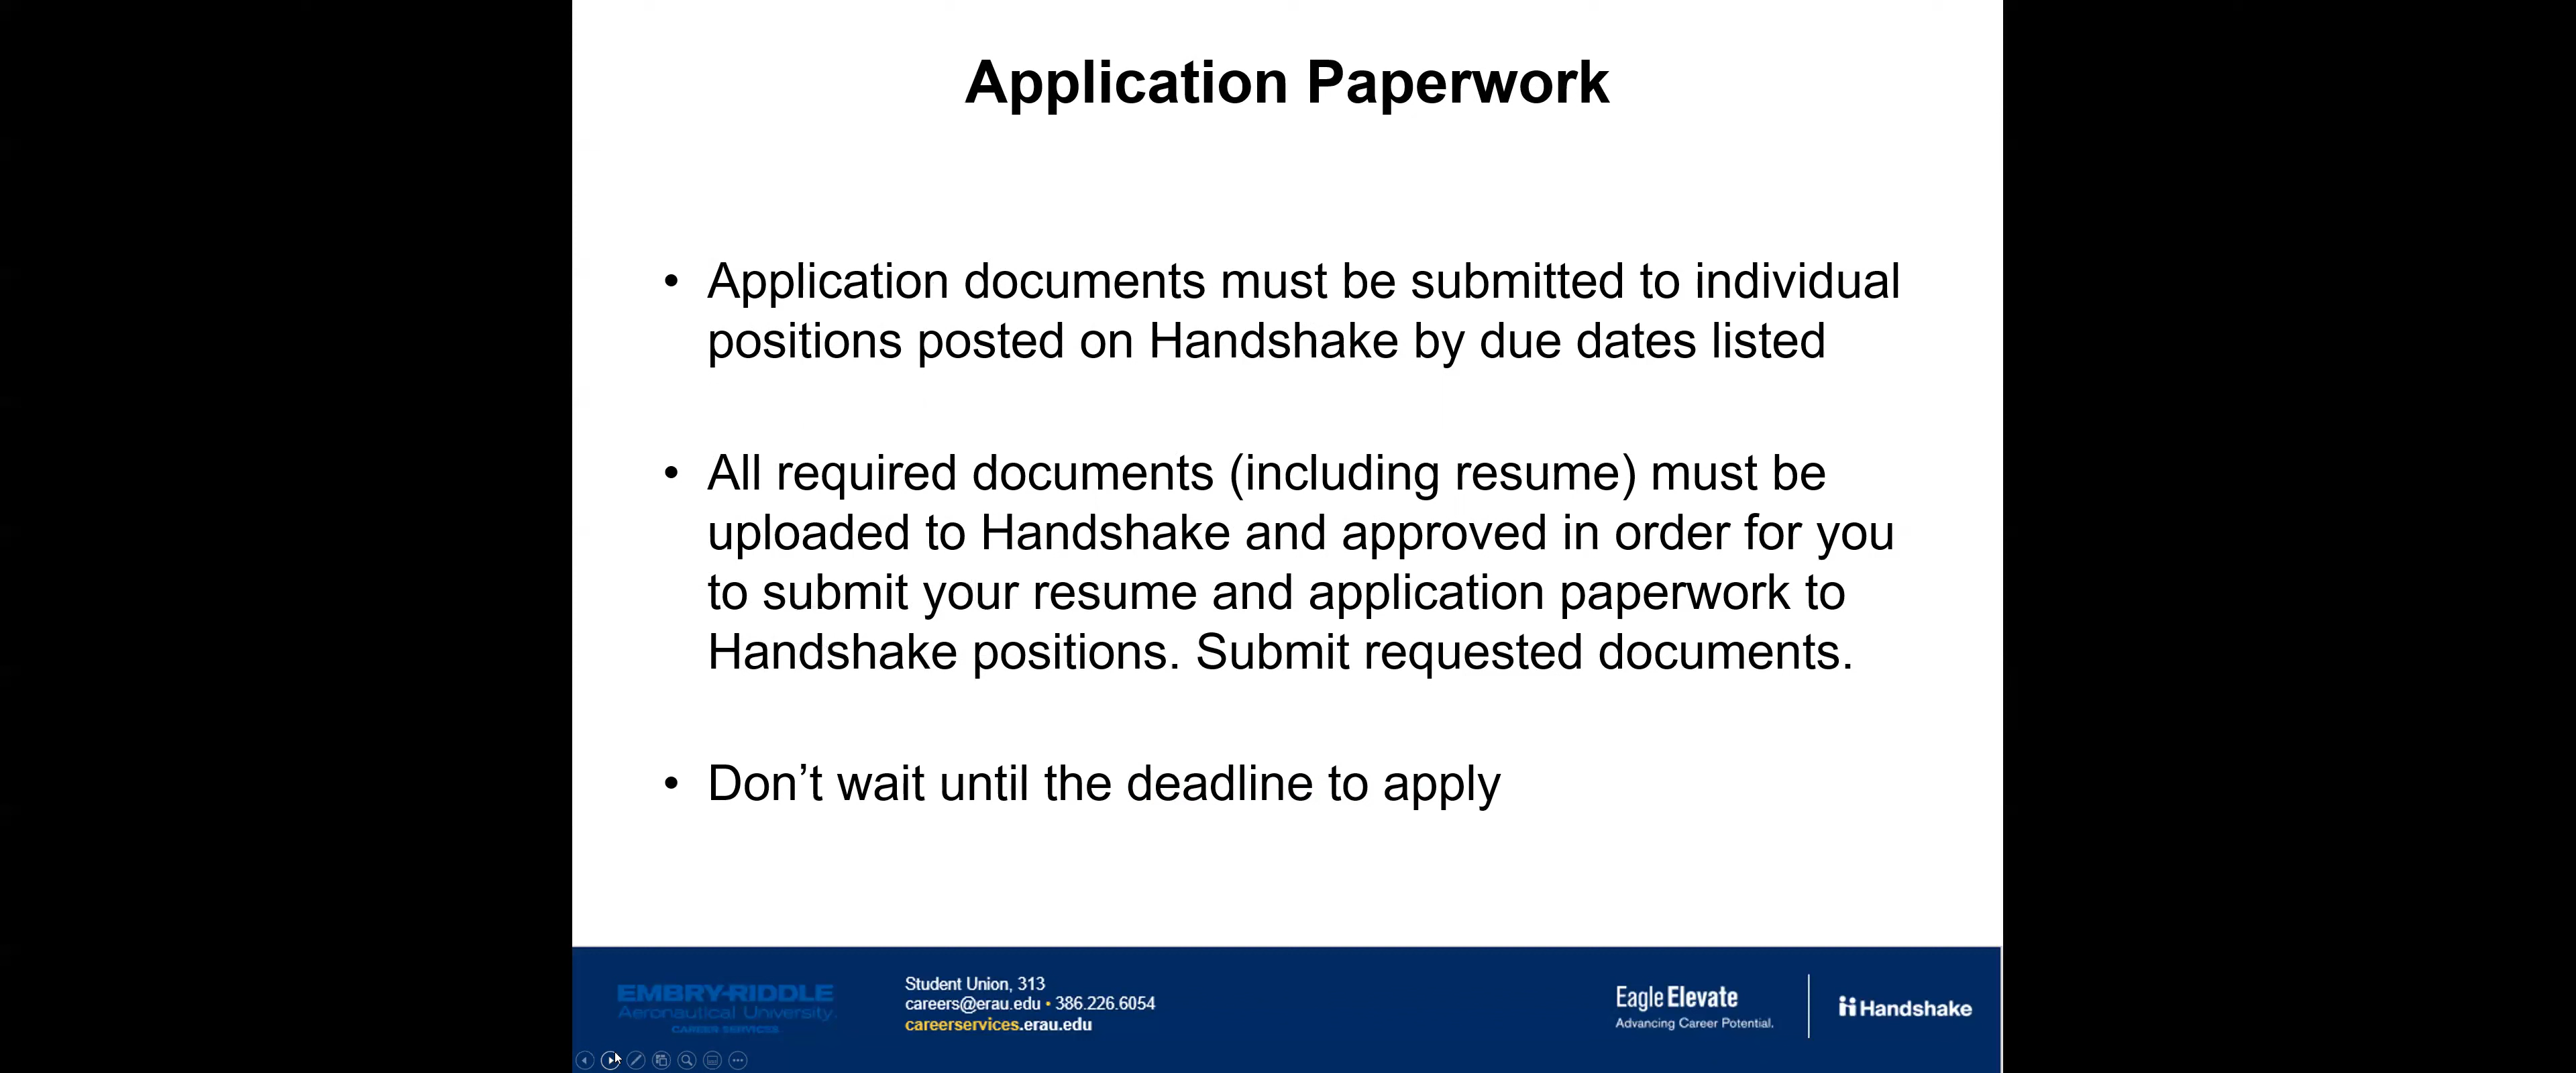 Application Paperwork
• Application documents must be submitted to individual
positions posted on Handshake by due dates listed
• All required documents (including resume) must be
uploaded to Handshake and approved in order for you
to submit your resume and application paperwork to
Handshake positions. Submit requested documents.
• Don’t wait until the deadline to apply
EMBRY-RIDDLE
Aeronautical University.
CAREER SERVICES
Student Union, 313
careers@erau.edu • 386.226.6054
careerservices.erau.edu
Eagle Elevate
Advancing Career Potential.
Handshake